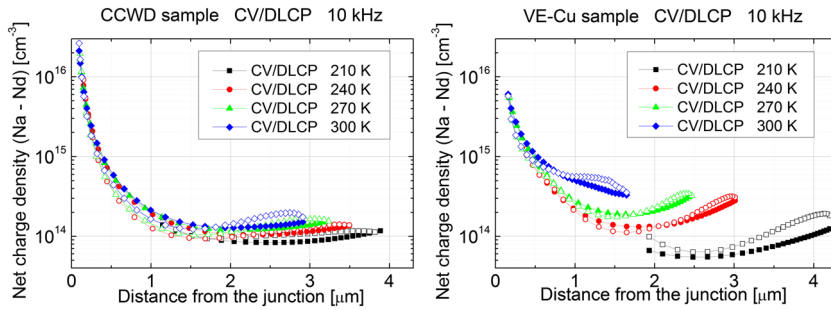 CCWD sample CV/DLCP 10 kHz
Net charge density (Na - Nd) [cm⁻³]
10¹⁶
10¹⁵
10¹⁴
CV/DLCP 210 K
CV/DLCP 240 K
CV/DLCP 270 K
CV/DLCP 300 K
0 1 2 3 4
Distance from the junction [µm]
VE-Cu sample CV/DLCP 10 kHz
Net charge density (Na - Nd) [cm⁻³]
10¹⁶
10¹⁵
10¹⁴
CV/DLCP 210 K
CV/DLCP 240 K
CV/DLCP 270 K
CV/DLCP 300 K
0 1 2 3 4
Distance from the junction [µm]